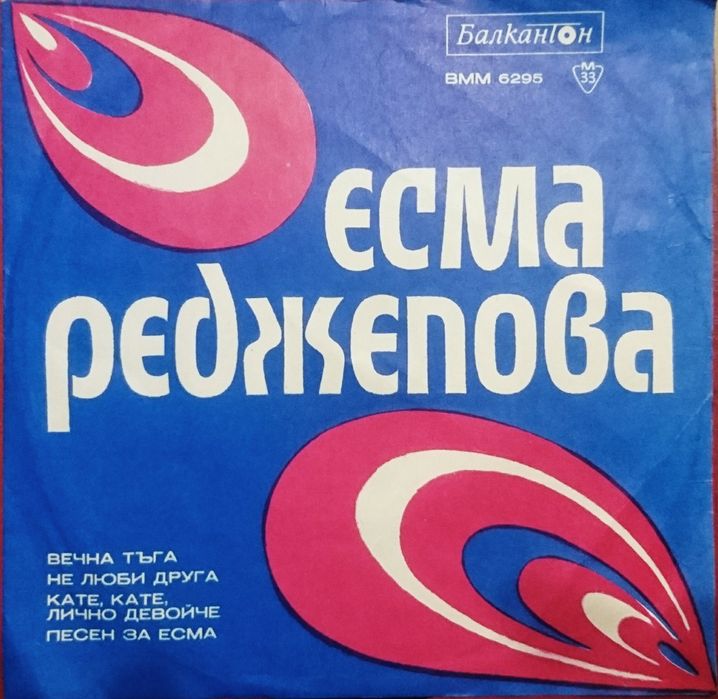 Балкантон
ВММ 6295
М
33
ЕСМА
РЕДЖЕПОВА
ВЕЧНА ТЪГА
НЕ ЛЮБИ ДРУГА
КАТЕ, КАТЕ,
ЛИЧНО ДЕВОЙЧЕ
ПЕСЕН ЗА ЕСМА